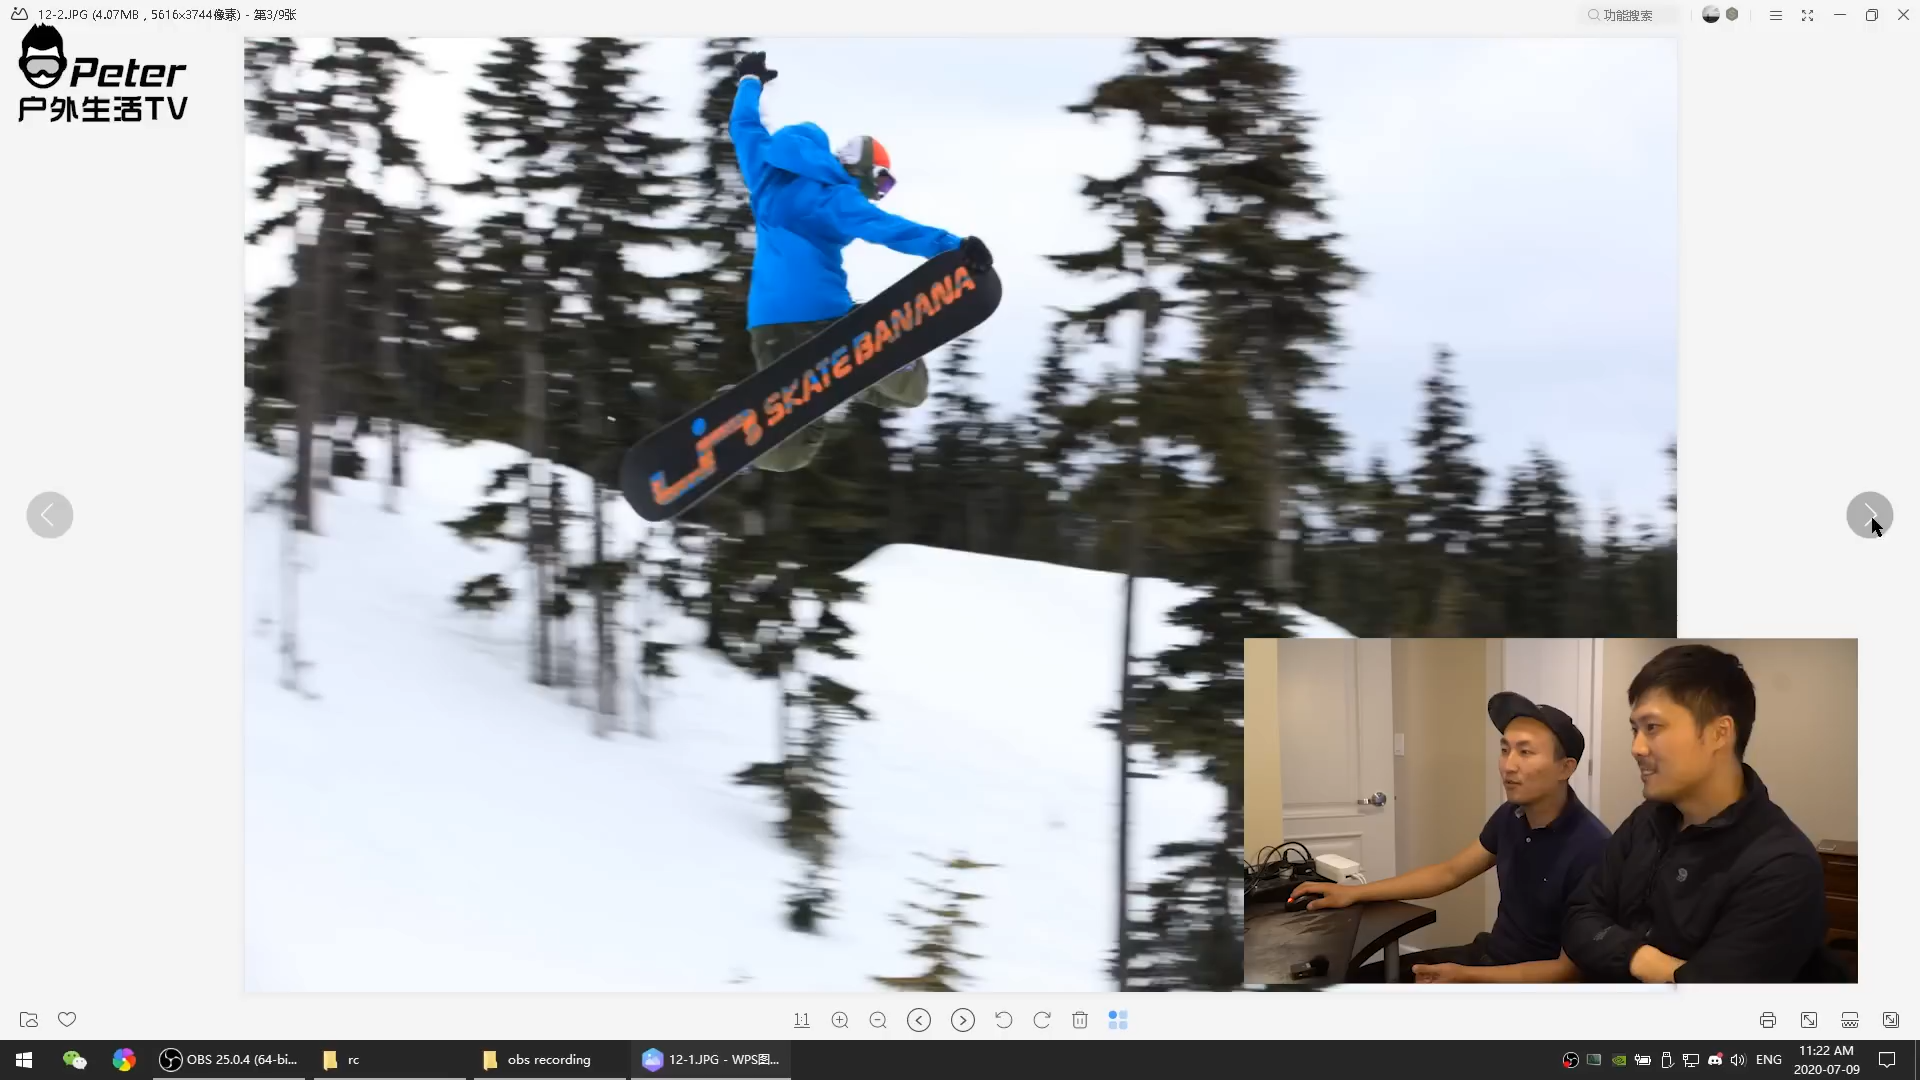 12-2.JPG (4.07MB，5616x3744像素) - 第3/9张
功能搜索
Peter
户外生活TV
SKATE BANANA
1:1
OBS 25.0.4 (64-bi...
rc
obs recording
12-1.JPG - WPS图...
ENG
11:22 AM
2020-07-09